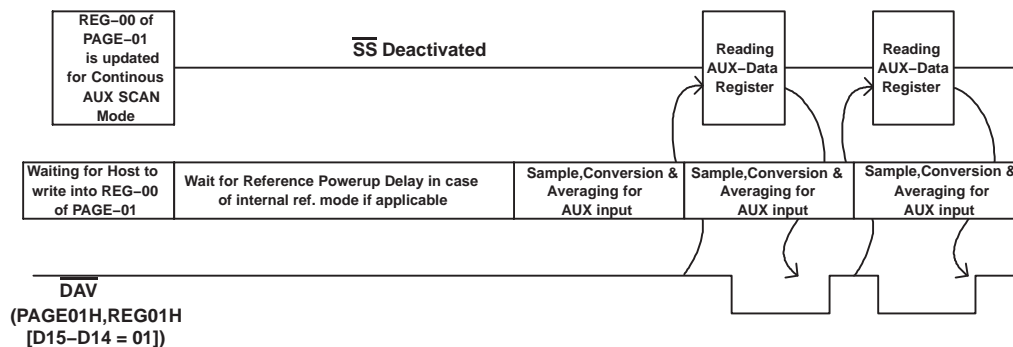 REG–00 of
PAGE–01
is updated
for Continous
AUX SCAN
Mode
SS Deactivated
Reading
AUX–Data
Register
Reading
AUX–Data
Register
Waiting for Host to
write into REG–00
of PAGE–01
Wait for Reference Powerup Delay in case
of internal ref. mode if applicable
Sample,Conversion &
Averaging for
AUX input
Sample,Conversion &
Averaging for
AUX input
Sample,Conversion &
Averaging for
AUX input
DAV
(PAGE01H,REG01H
[D15–D14 = 01])